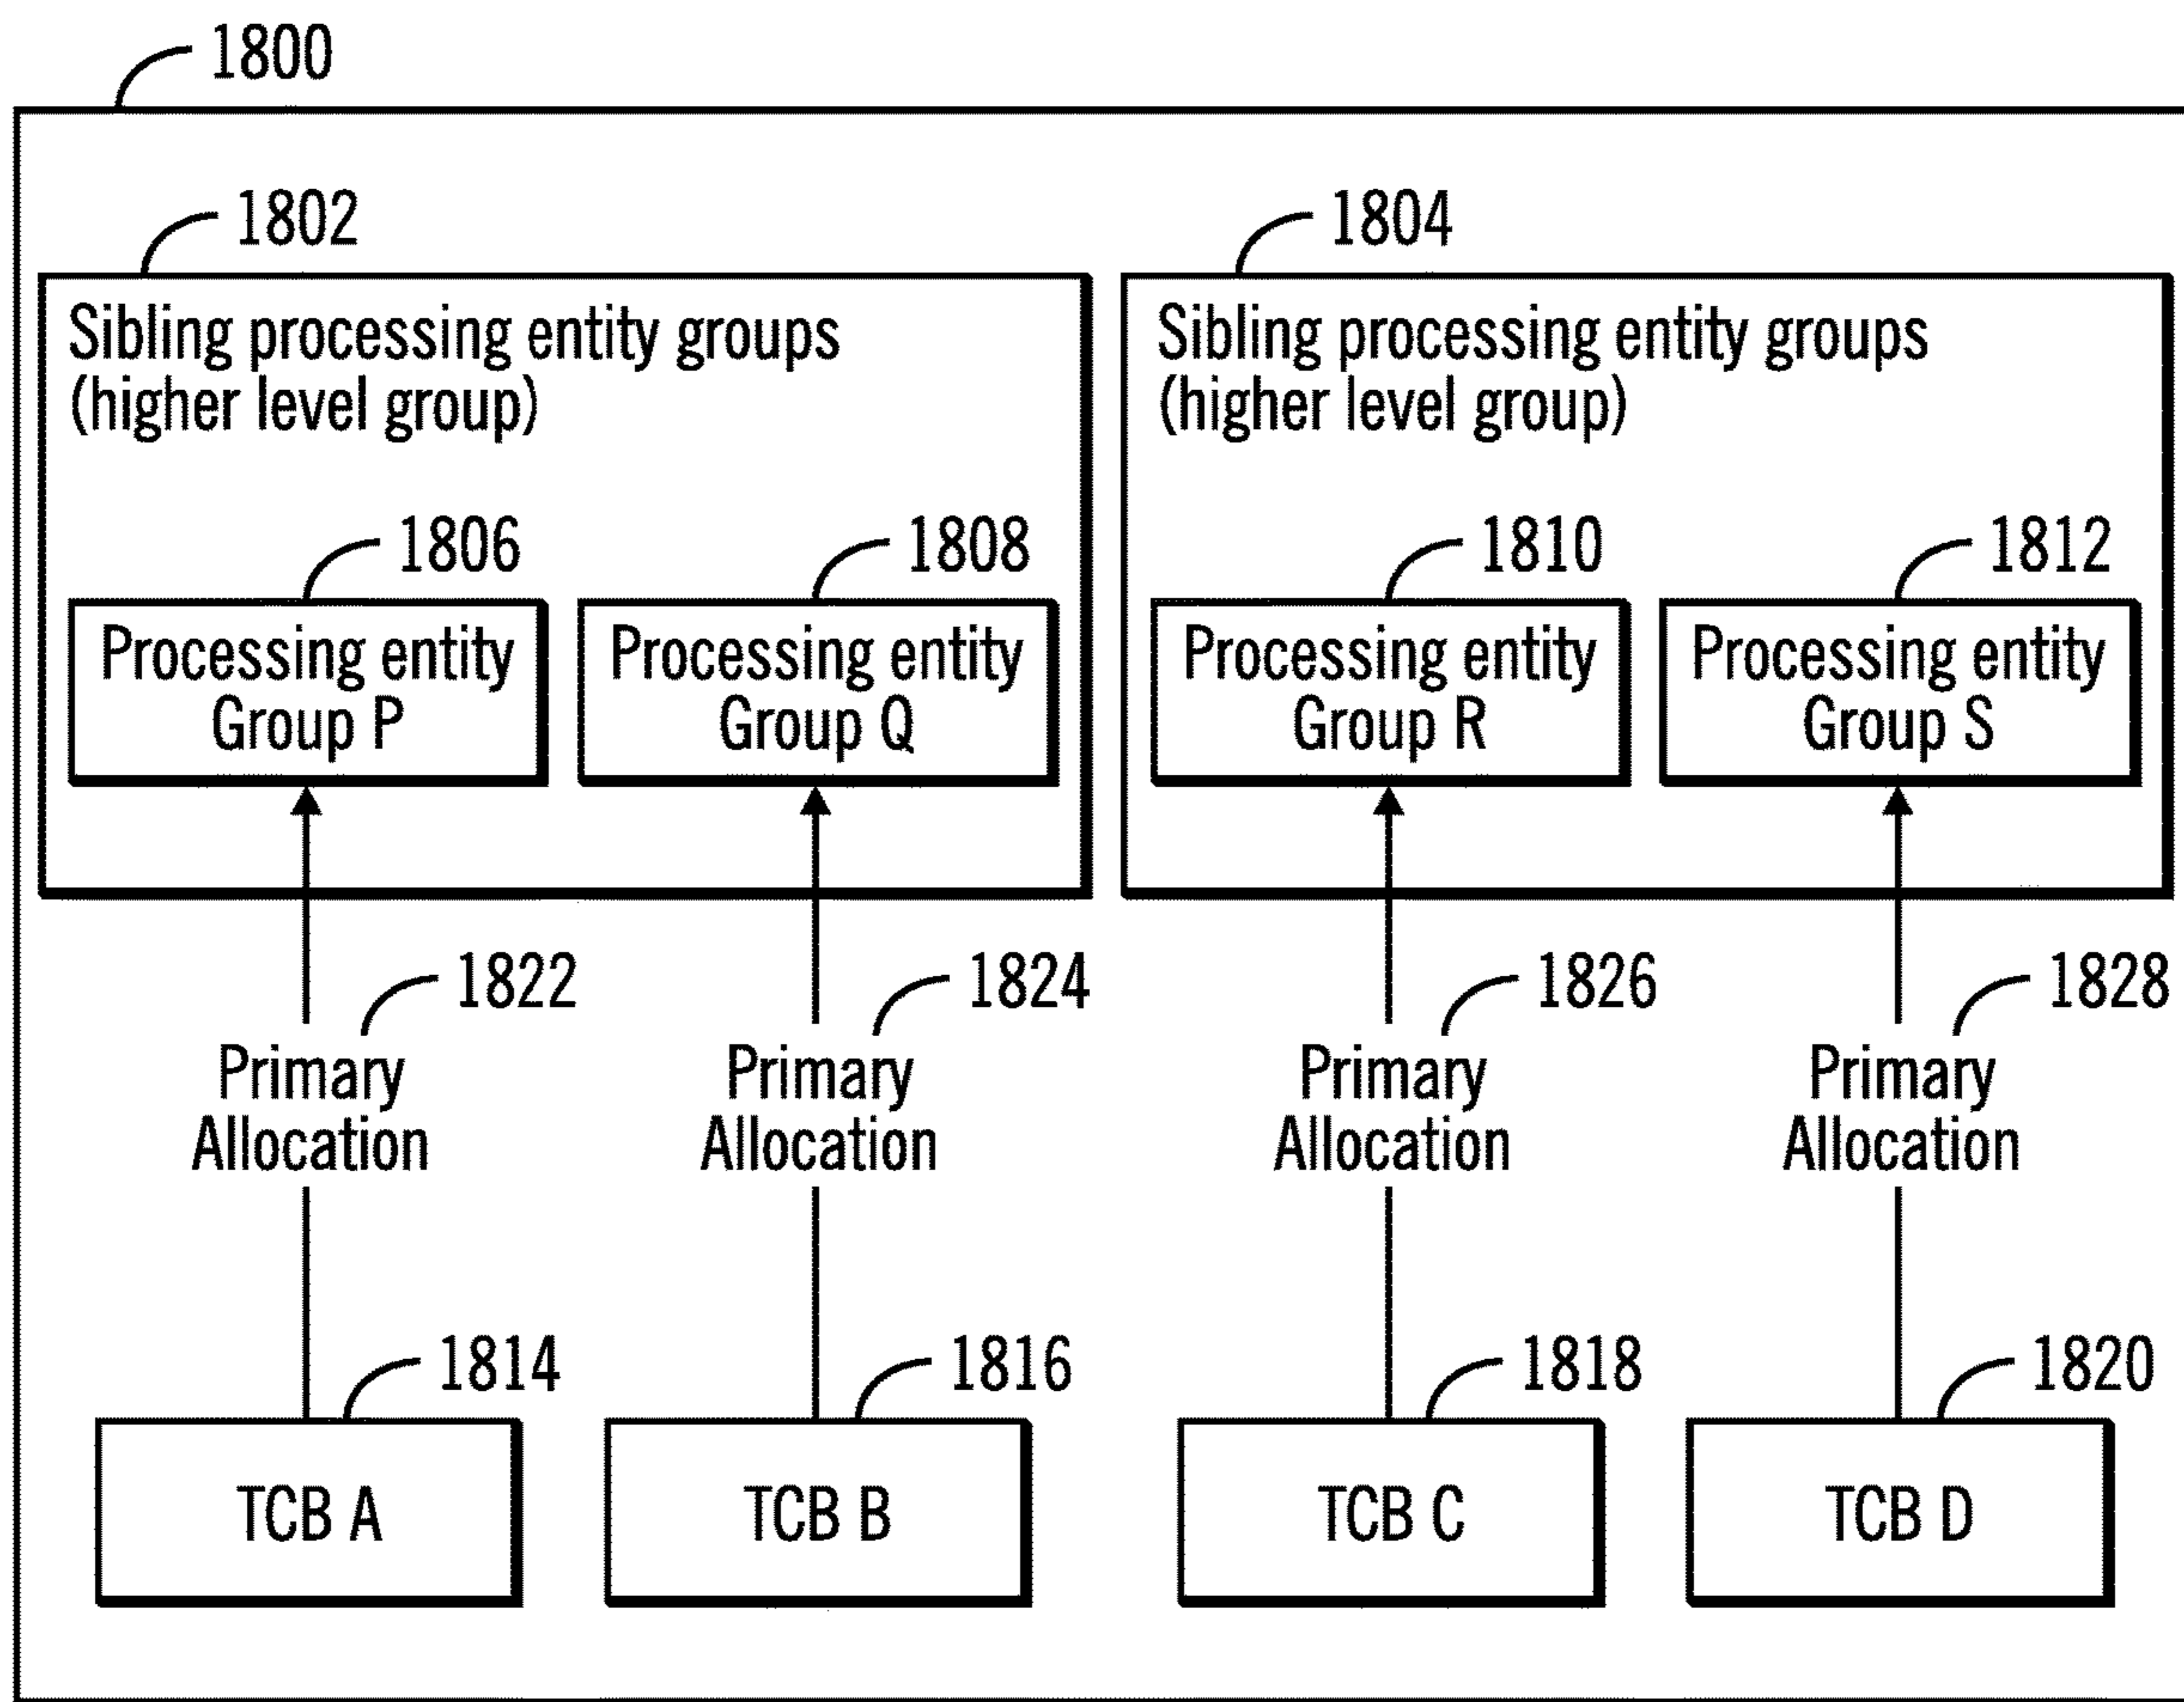 1800
1802
1804
Sibling processing entity groups
(higher level group)
Sibling processing entity groups
(higher level group)
1806
1808
1810
1812
Processing entity
Group P
Processing entity
Group Q
Processing entity
Group R
Processing entity
Group S
1822
1824
1826
1828
Primary
Allocation
Primary
Allocation
Primary
Allocation
Primary
Allocation
1814
1816
1818
1820
TCB A
TCB B
TCB C
TCB D